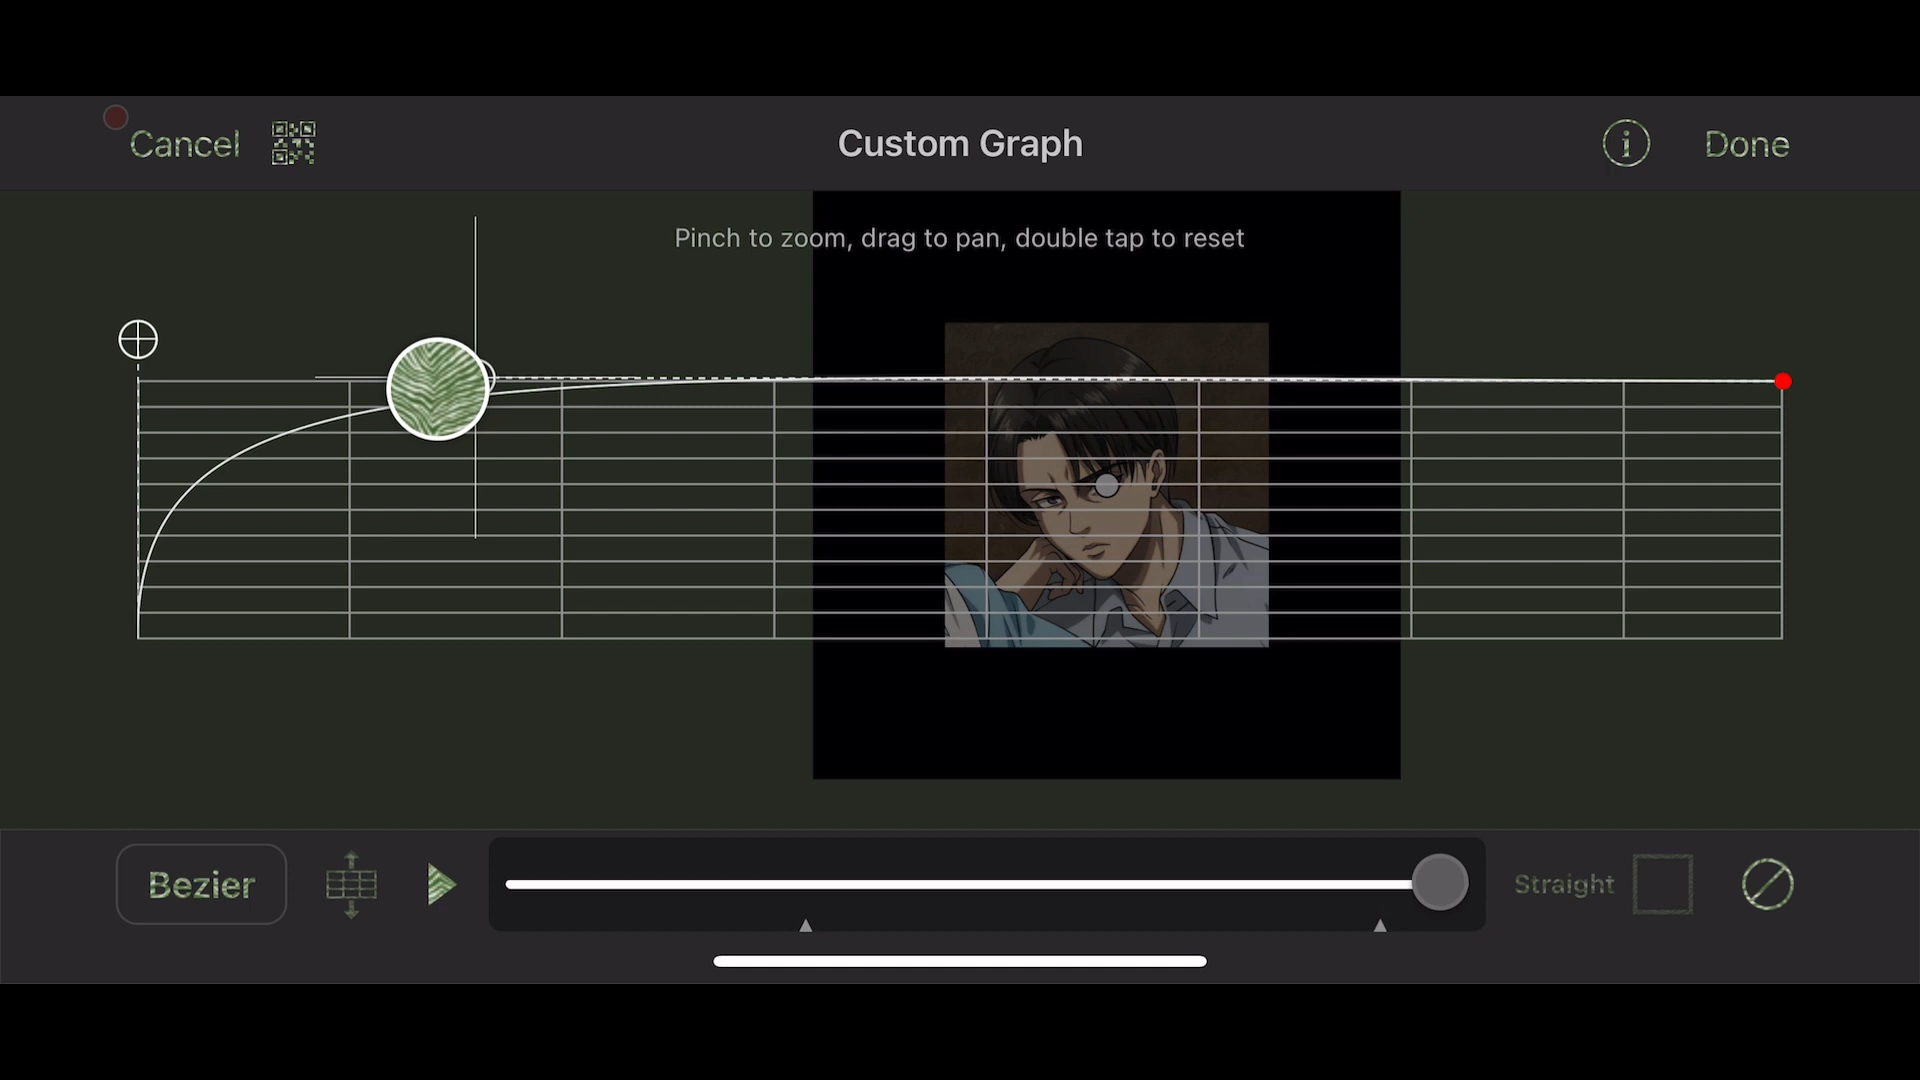 Cancel
Custom Graph
Done
Pinch to zoom, drag to pan, double tap to reset
Bezier
Straight